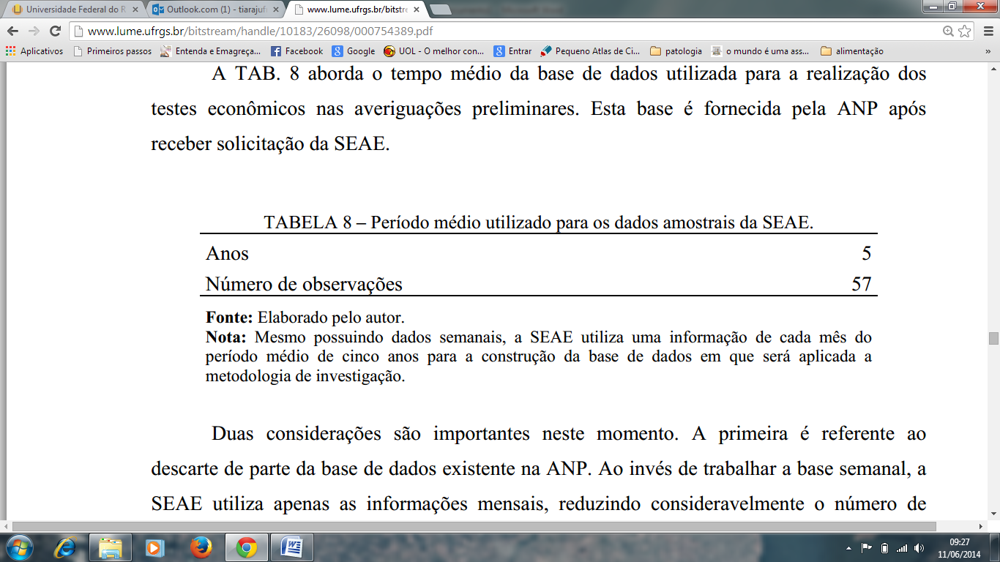 Universidade Federal do R
Outlook.com (1) - tiarajufr
www.lume.ufrgs.br/bitstre
www.lume.ufrgs.br/bitstream/handle/10183/26098/000754389.pdf
Aplicativos
Primeiros passos
Entenda e Emagreça...
Facebook
Google
UOL - O melhor con...
Entrar
Pequeno Atlas de Ci...
patologia
o mundo é uma ass...
alimentação
»
A TAB. 8 aborda o tempo médio da base de dados utilizada para a realização dos
testes econômicos nas averiguações preliminares. Esta base é fornecida pela ANP após
receber solicitação da SEAE.
TABELA 8 – Período médio utilizado para os dados amostrais da SEAE.
Anos 5
Número de observações 57
Fonte: Elaborado pelo autor.
Nota: Mesmo possuindo dados semanais, a SEAE utiliza uma informação de cada mês do
período médio de cinco anos para a construção da base de dados em que será aplicada a
metodologia de investigação.
Duas considerações são importantes neste momento. A primeira é referente ao
descarte de parte da base de dados existente na ANP. Ao invés de trabalhar a base semanal, a
SEAE utiliza apenas as informações mensais, reduzindo consideravelmente o número de
09:27
11/06/2014